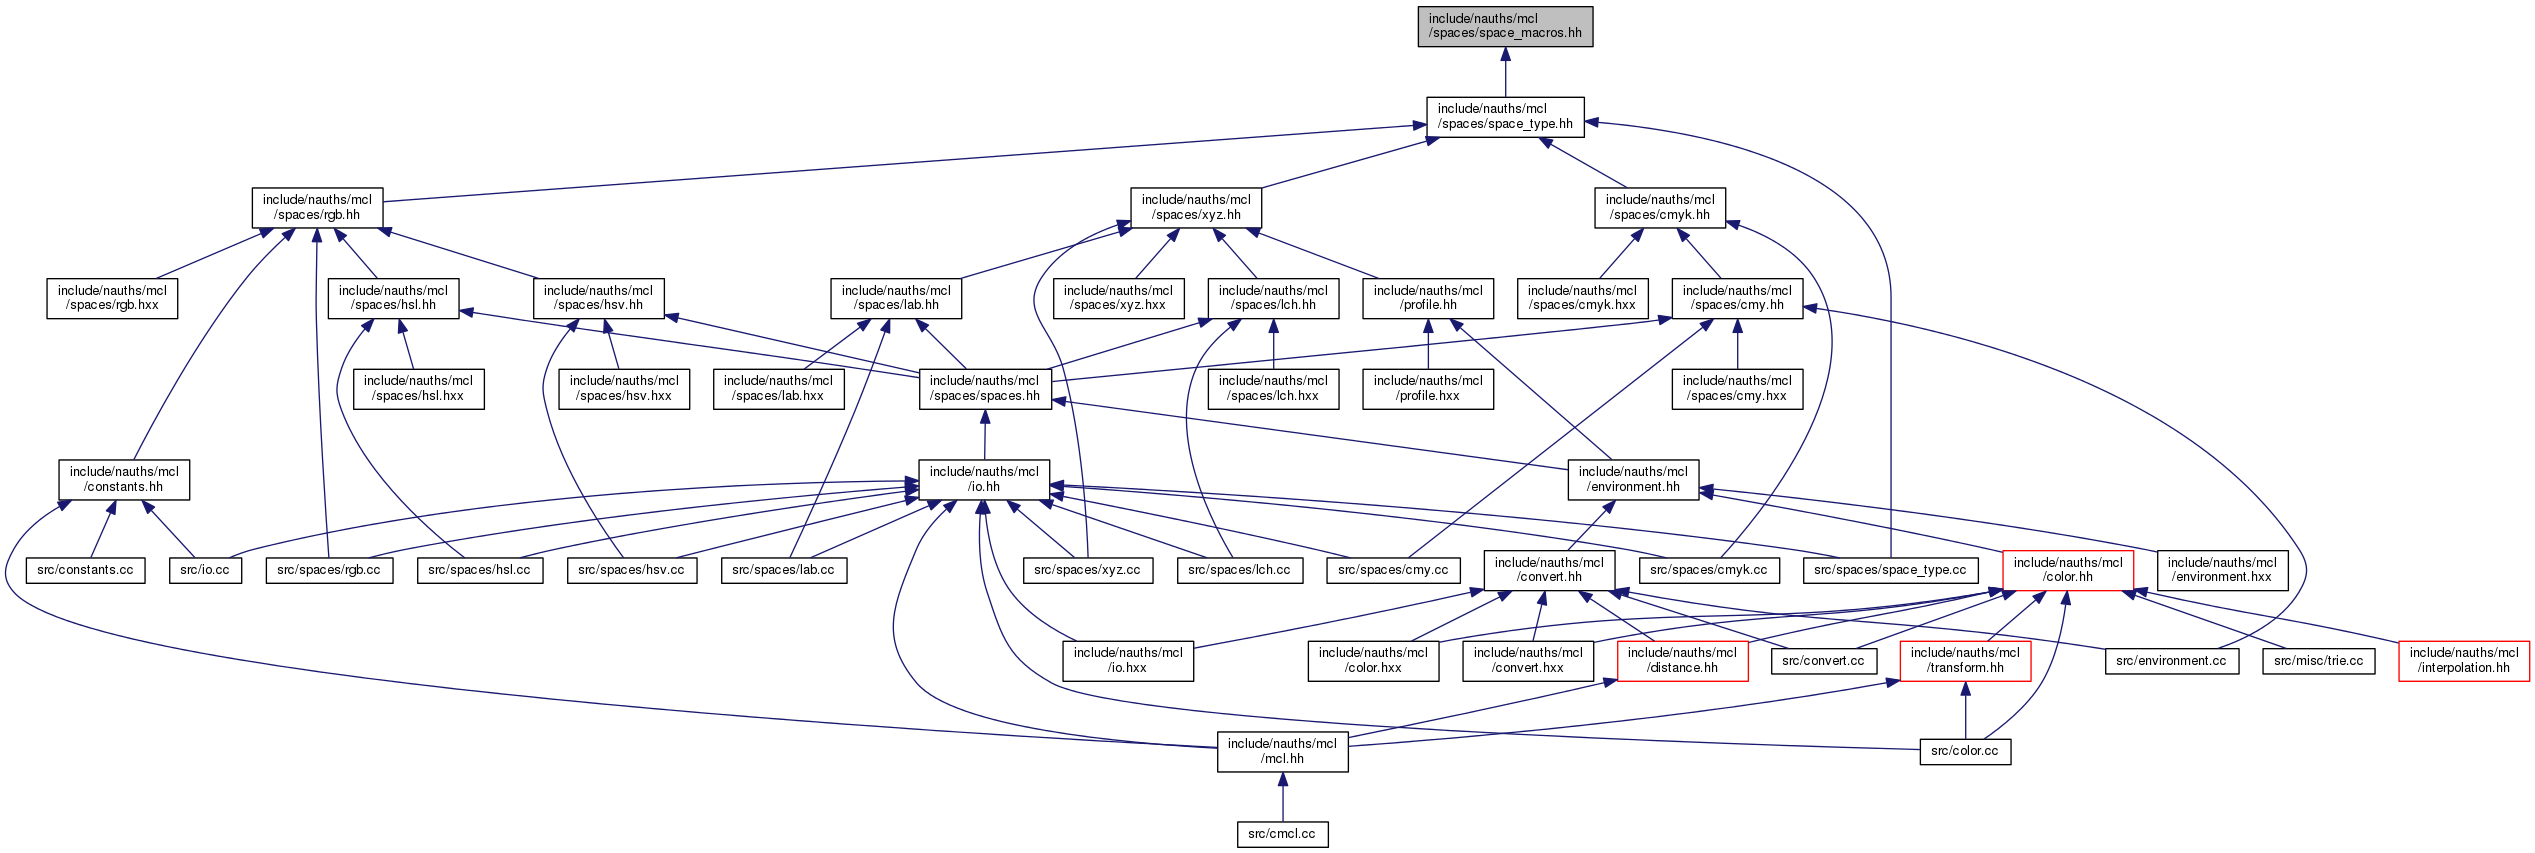 include/nauths/mcl
/spaces/space_macros.hh
include/nauths/mcl
/spaces/space_type.hh
include/nauths/mcl
/spaces/rgb.hh
include/nauths/mcl
/spaces/xyz.hh
include/nauths/mcl
/spaces/cmyk.hh
include/nauths/mcl
/spaces/rgb.hxx
include/nauths/mcl
/spaces/hsl.hh
include/nauths/mcl
/spaces/hsv.hh
include/nauths/mcl
/spaces/lab.hh
include/nauths/mcl
/spaces/xyz.hxx
include/nauths/mcl
/spaces/lch.hh
include/nauths/mcl
/profile.hh
include/nauths/mcl
/spaces/cmyk.hxx
include/nauths/mcl
/spaces/cmy.hh
include/nauths/mcl
/spaces/hsl.hxx
include/nauths/mcl
/spaces/hsv.hxx
include/nauths/mcl
/spaces/lab.hxx
include/nauths/mcl
/spaces/spaces.hh
include/nauths/mcl
/spaces/lch.hxx
include/nauths/mcl
/profile.hxx
include/nauths/mcl
/spaces/cmy.hxx
include/nauths/mcl
/constants.hh
include/nauths/mcl
/io.hh
include/nauths/mcl
/environment.hh
src/constants.cc
src/io.cc
src/spaces/rgb.cc
src/spaces/hsl.cc
src/spaces/hsv.cc
src/spaces/lab.cc
src/spaces/xyz.cc
src/spaces/lch.cc
src/spaces/cmy.cc
include/nauths/mcl
/convert.hh
src/spaces/cmyk.cc
src/spaces/space_type.cc
include/nauths/mcl
/color.hh
include/nauths/mcl
/environment.hxx
include/nauths/mcl
/io.hxx
include/nauths/mcl
/color.hxx
include/nauths/mcl
/convert.hxx
include/nauths/mcl
/distance.hh
src/convert.cc
include/nauths/mcl
/transform.hh
src/environment.cc
src/misc/trie.cc
include/nauths/mcl
/interpolation.hh
include/nauths/mcl
/mcl.hh
src/color.cc
src/cmcl.cc